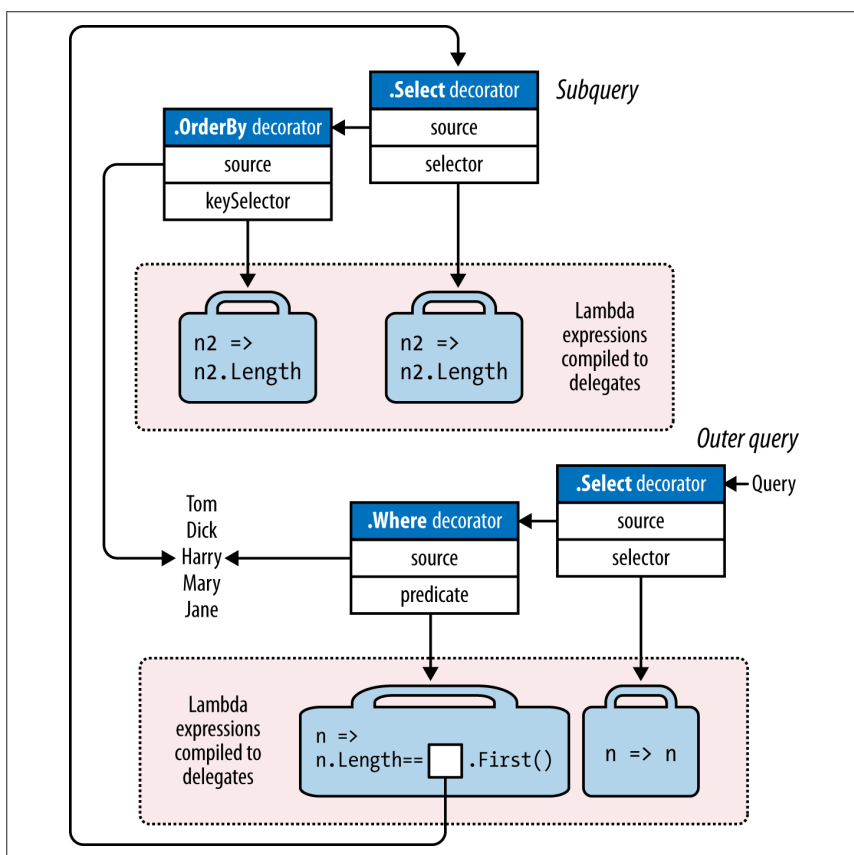 .Select decorator
source
selector
Subquery
.OrderBy decorator
source
keySelector
n2 =>
n2.Length
n2 =>
n2.Length
Lambda
expressions
compiled to
delegates
Outer query
.Select decorator
source
selector
Query
.Where decorator
source
predicate
Tom
Dick
Harry
Mary
Jane
Lambda
expressions
compiled to
delegates
n =>
n.Length== .First()
n => n